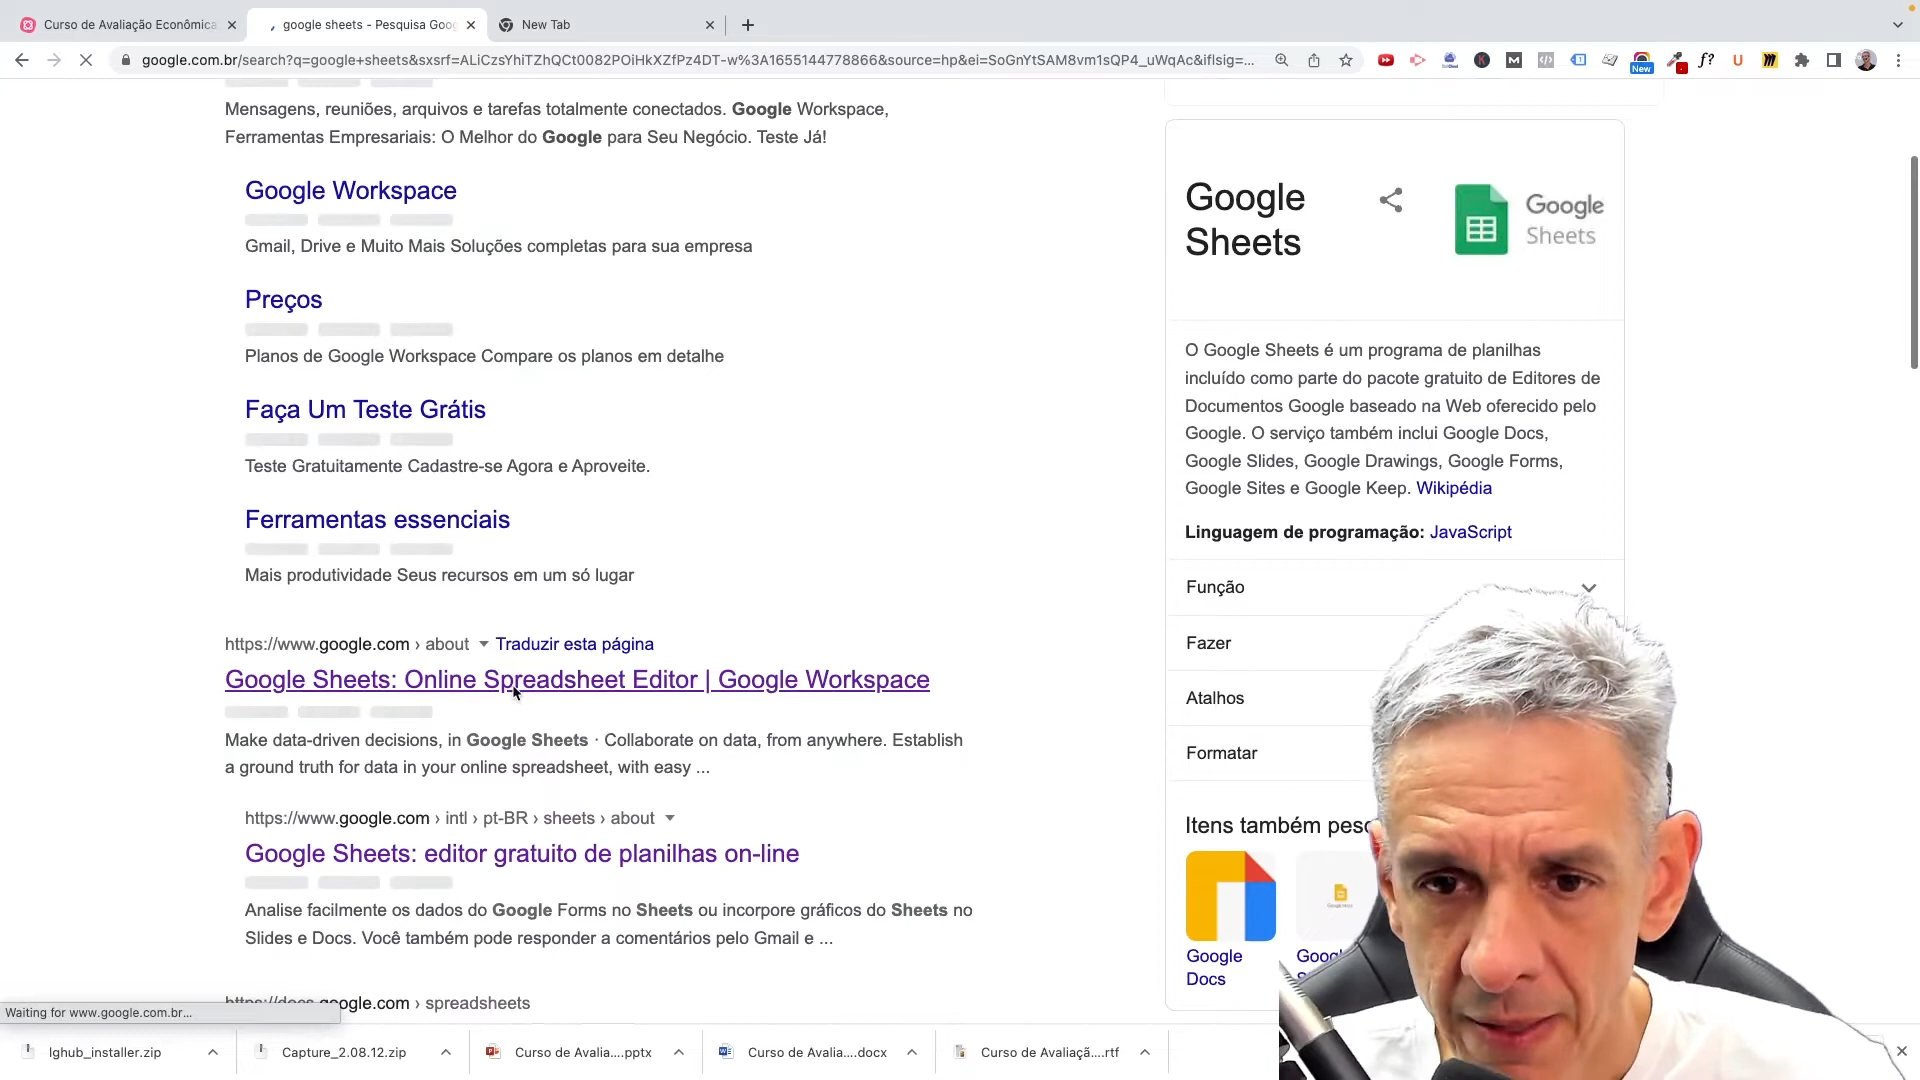 Curso de Avaliação Econômica
google sheets - Pesquisa Goog
New Tab
google.com.br/search?q=google+sheets&sxsrf=ALiCzsYhiTZhQCt0082POiHkXZfPz4DT-w%3A1655144778866&source=hp&ei=SoGnYtSAM8vm1sQP4_uWqAc&iflsig=...
New
Mensagens, reuniões, arquivos e tarefas totalmente conectados. Google Workspace,
Ferramentas Empresariais: O Melhor do Google para Seu Negócio. Teste Já!
Google Workspace
Gmail, Drive e Muito Mais Soluções completas para sua empresa
Preços
Planos de Google Workspace Compare os planos em detalhe
Faça Um Teste Grátis
Teste Gratuitamente Cadastre-se Agora e Aproveite.
Ferramentas essenciais
Mais produtividade Seus recursos em um só lugar
https://www.google.com › about Traduzir esta página
Google Sheets: Online Spreadsheet Editor | Google Workspace
Make data-driven decisions, in Google Sheets · Collaborate on data, from anywhere. Establish
a ground truth for data in your online spreadsheet, with easy ...
https://www.google.com › intl › pt-BR › sheets › about
Google Sheets: editor gratuito de planilhas on-line
Analise facilmente os dados do Google Forms no Sheets ou incorpore gráficos do Sheets no
Slides e Docs. Você também pode responder a comentários pelo Gmail e ...
https://docs.google.com › spreadsheets
Google
Sheets
Google
Sheets
O Google Sheets é um programa de planilhas
incluído como parte do pacote gratuito de Editores de
Documentos Google baseado na Web oferecido pelo
Google. O serviço também inclui Google Docs,
Google Slides, Google Drawings, Google Forms,
Google Sites e Google Keep. Wikipédia
Linguagem de programação: JavaScript
Função
Fazer
Atalhos
Formatar
Itens também pesq
Google
Docs
Waiting for www.google.com.br...
lghub_installer.zip
Capture_2.08.12.zip
Curso de Avalia....pptx
Curso de Avalia....docx
Curso de Avaliaçã....rtf